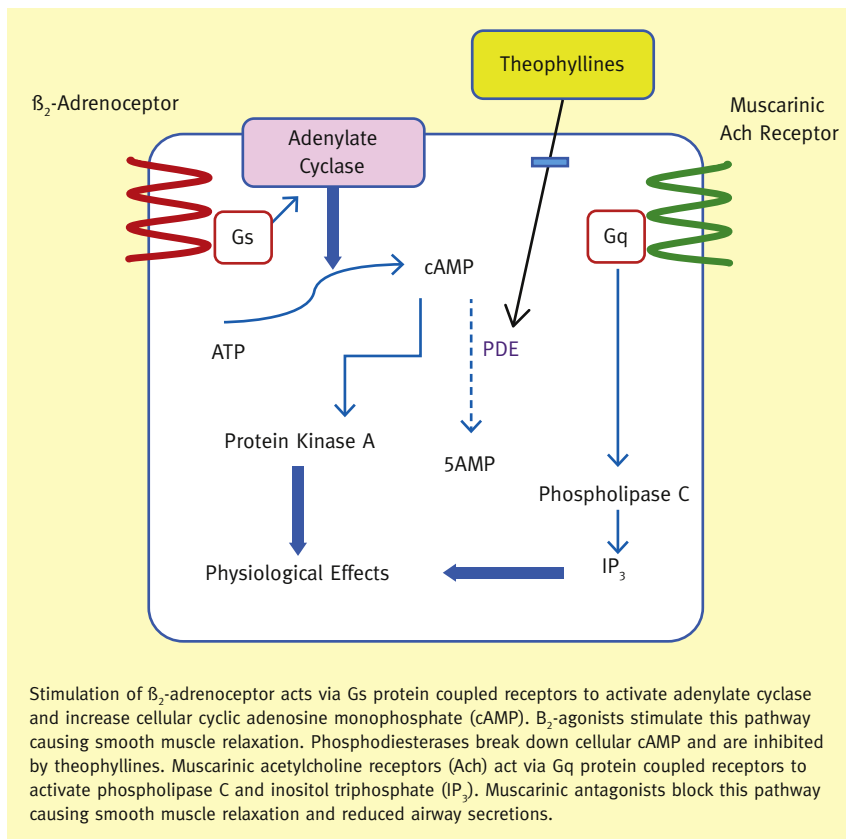 Theophyllines
ß₂-Adrenoceptor
Muscarinic
Ach Receptor
Adenylate
Cyclase
Gs
Gq
cAMP
ATP
PDE
Protein Kinase A
5AMP
Phospholipase C
Physiological Effects
IP₃
Stimulation of ß₂-adrenoceptor acts via Gs protein coupled receptors to activate adenylate cyclase
and increase cellular cyclic adenosine monophosphate (cAMP). B₂-agonists stimulate this pathway
causing smooth muscle relaxation. Phosphodiesterases break down cellular cAMP and are inhibited
by theophyllines. Muscarinic acetylcholine receptors (Ach) act via Gq protein coupled receptors to
activate phospholipase C and inositol triphosphate (IP₃). Muscarinic antagonists block this pathway
causing smooth muscle relaxation and reduced airway secretions.